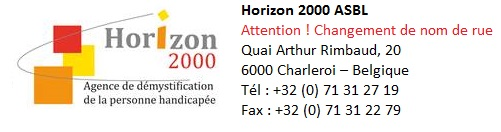 Horizon
2000
Agence de démystification
de la personne handicapée
Horizon 2000 ASBL
Attention ! Changement de nom de rue
Quai Arthur Rimbaud, 20
6000 Charleroi – Belgique
Tél : +32 (0) 71 31 27 19
Fax : +32 (0) 71 31 22 79